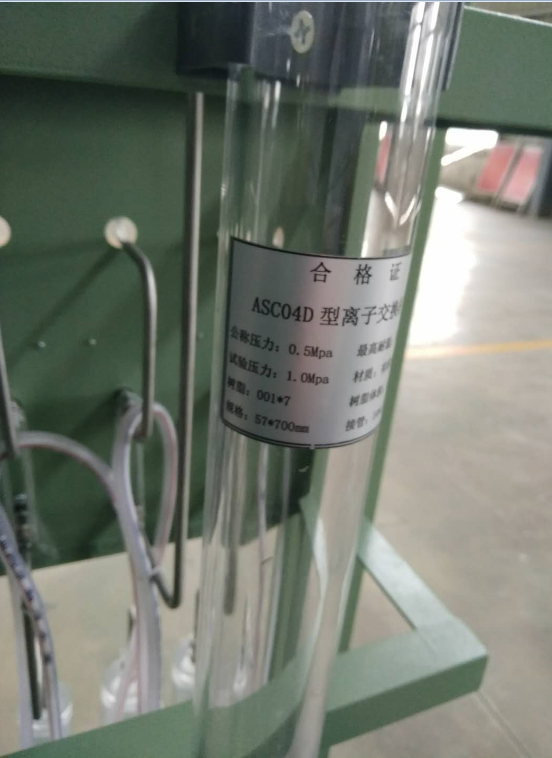 合格证
ASC04D 型离子交换
公称压力：0.5Mpa 最高耐温
试验压力：1.0Mpa 材质：
树脂：001*7 树脂体积
规格：57*700mm 接管：